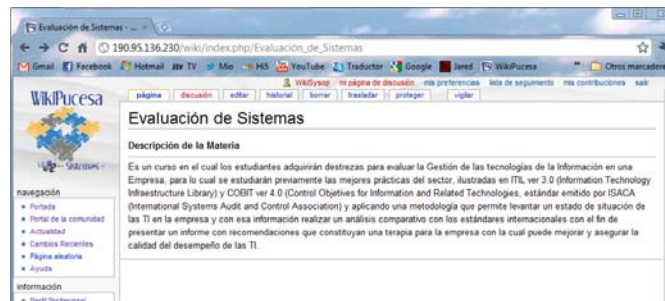 Evaluación de Sistemas - ...
190.95.136.230/wiki/index.php/Evaluación_de_Sistemas
Gmail Facebook Hotmail TV Mio Hi5 YouTube Traductor Google Jared WikiPucesa » Otros marcadores
WikiSysop mi página de discusión mis preferencias lista de seguimiento mis contribuciones salir
WikiPucesa
página discusión editar historial borrar trasladar proteger vigilar
Evaluación de Sistemas
Descripción de la Materia
Es un curso en el cual los estudiantes adquirirán destrezas para evaluar la Gestión de las tecnologías de la Información en una
Empresa, para lo cual se estudiarán previamente las mejores prácticas del sector, ilustradas en ITIL ver 3.0 (Information Technology
Infraestructure Library) y COBIT ver 4.0 (Control Objetives for Information and Related Technologies, estándar emitido por ISACA
(International Systems Audit and Control Association) y aplicando una metodología que permite levantar un estado de situación de
las TI en la empresa y con esa información realizar un análisis comparativo con los estándares internacionales con el fin de
presentar un informe con recomendaciones que constituyan una terapia para la empresa con la cual puede mejorar y asegurar la
calidad del desempeño de las TI.
- Sistemas -
navegación
Portada
Portal de la comunidad
Actualidad
Cambios Recientes
Página aleatoria
Ayuda
información
Perfil Profesional